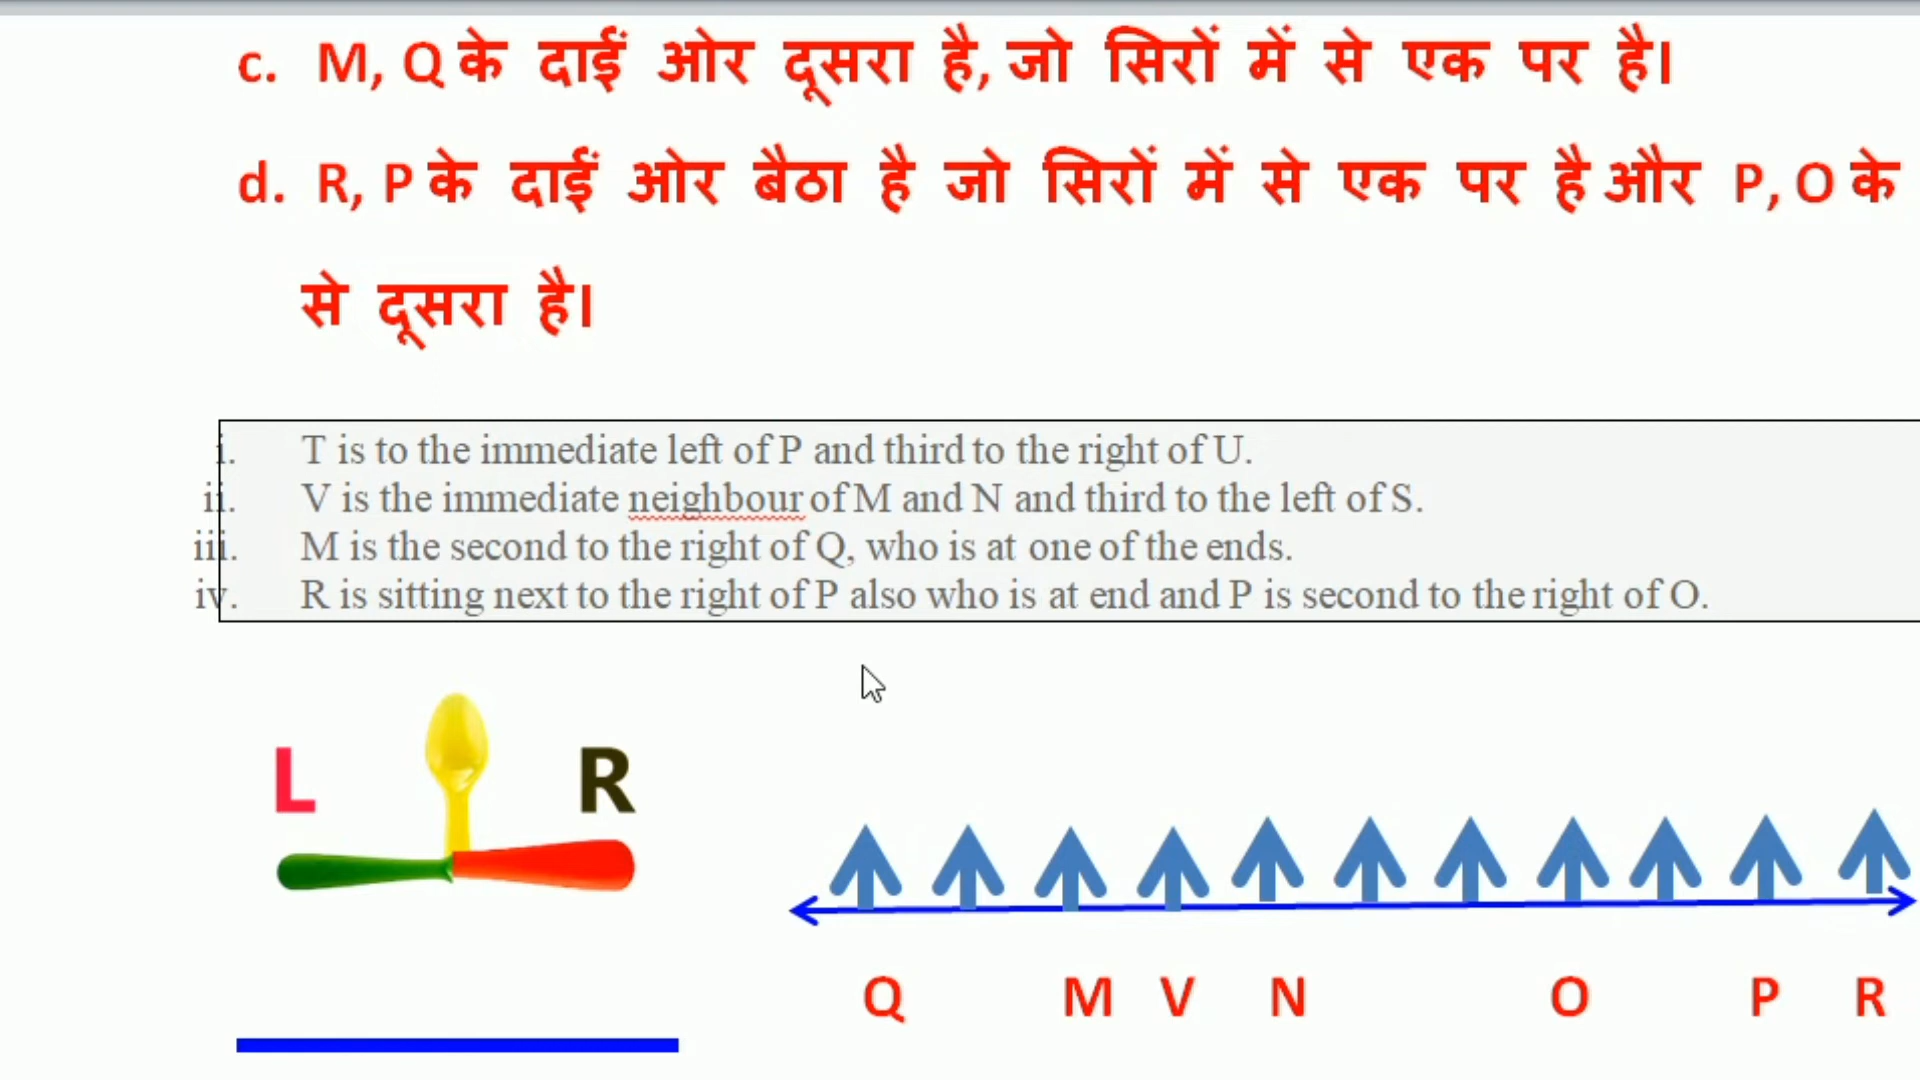 c. M, Q के दाईं ओर दूसरा है, जो सिरों में से एक पर है।
d. R, P के दाईं ओर बैठा है जो सिरों में से एक पर है और P, O के
से दूसरा है।
i. T is to the immediate left of P and third to the right of U.
ii. V is the immediate neighbour of M and N and third to the left of S.
iii. M is the second to the right of Q, who is at one of the ends.
iv. R is sitting next to the right of P also who is at end and P is second to the right of O.
L R
Q M V N O P R